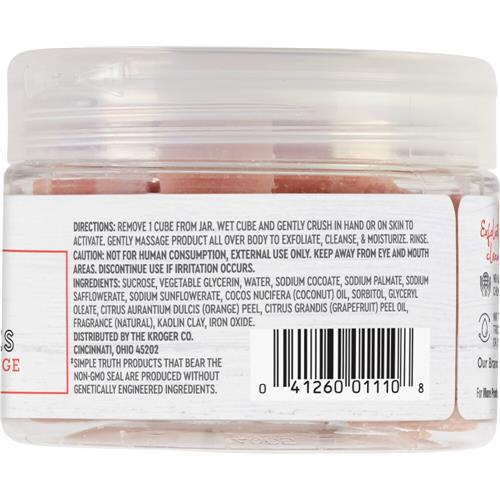 DIRECTIONS: REMOVE 1 CUBE FROM JAR. WET CUBE AND GENTLY CRUSH IN HAND OR ON SKIN TO
ACTIVATE. GENTLY MASSAGE PRODUCT ALL OVER BODY TO EXFOLIATE, CLEANSE, & MOISTURIZE. RINSE.
CAUTION: NOT FOR HUMAN CONSUMPTION, EXTERNAL USE ONLY. KEEP AWAY FROM EYE AND MOUTH
AREAS. DISCONTINUE USE IF IRRITATION OCCURS.
INGREDIENTS: SUCROSE, VEGETABLE GLYCERIN, WATER, SODIUM COCOATE, SODIUM PALMATE, SODIUM
SAFFLOWERATE, SODIUM SUNFLOWERATE, COCOS NUCIFERA (COCONUT) OIL, SORBITOL, GLYCERYL
OLEATE, CITRUS AURANTIUM DULCIS (ORANGE) PEEL, CITRUS GRANDIS (GRAPEFRUIT) PEEL OIL,
FRAGRANCE (NATURAL), KAOLIN CLAY, IRON OXIDE.
DISTRIBUTED BY THE KROGER CO.
CINCINNATI, OHIO 45202
‡SIMPLE TRUTH PRODUCTS THAT BEAR THE
NON-GMO SEAL ARE PRODUCED WITHOUT
GENETICALLY ENGINEERED INGREDIENTS.
0 41260 01110 8
Our Bran
For More Produ